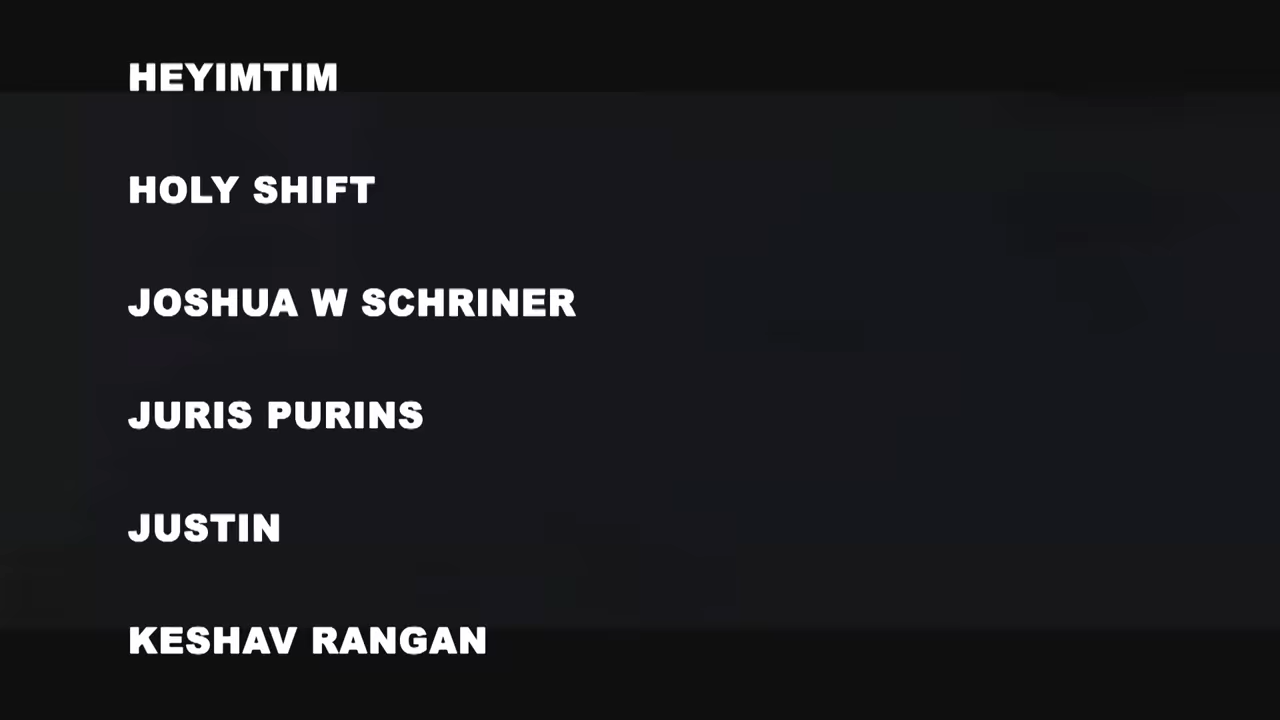 HEYIMTIM
HOLY SHIFT
JOSHUA W SCHRINER
JURIS PURINS
JUSTIN
KESHAV RANGAN